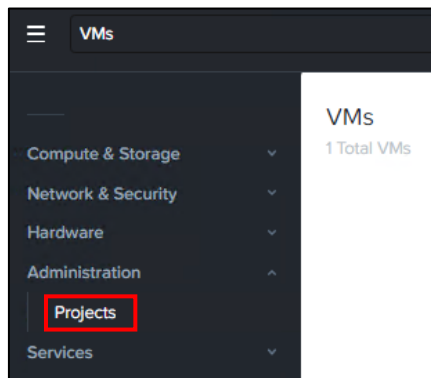 VMs
VMs
1 Total VMs
Compute & Storage
Network & Security
Hardware
Administration
Projects
Services